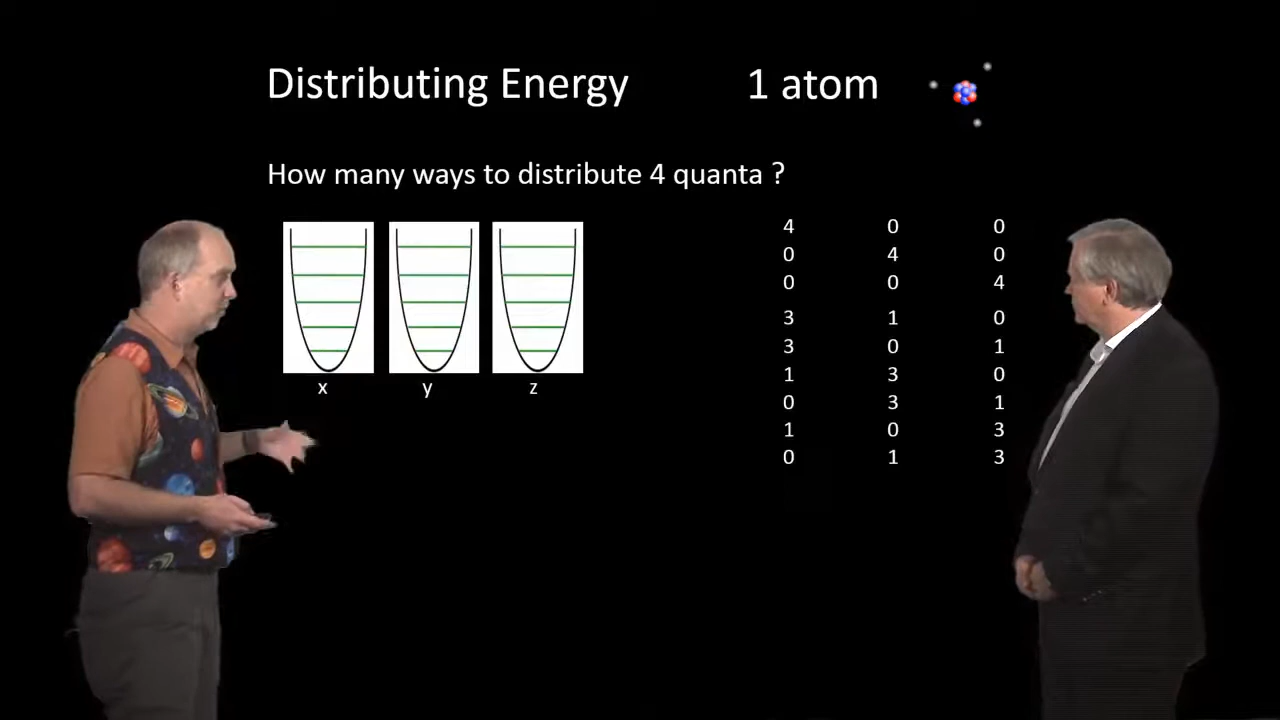 Distributing Energy 1 atom
How many ways to distribute 4 quanta ?
x y z
4 0 0
0 4 0
0 0 4
3 1 0
3 0 1
1 3 0
0 3 1
1 0 3
0 1 3